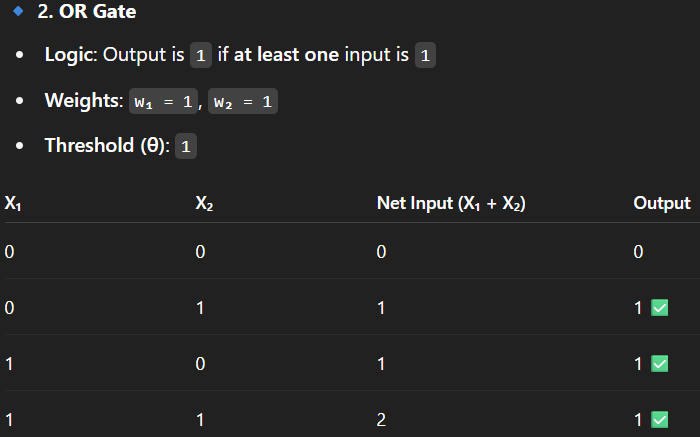 🔹 2. OR Gate
• Logic: Output is 1 if at least one input is 1
• Weights: w₁ = 1, w₂ = 1
• Threshold (θ): 1
X₁ X₂ Net Input (X₁ + X₂) Output
0 0 0 0
0 1 1 1 ✅
1 0 1 1 ✅
1 1 2 1 ✅